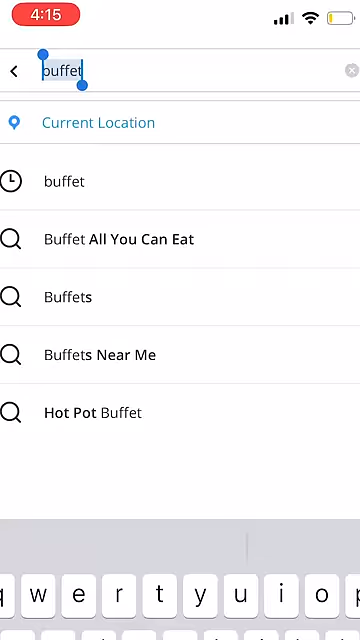 4:15
buffet
Current Location
buffet
Buffet All You Can Eat
Buffets
Buffets Near Me
Hot Pot Buffet
q w e r t y u i o p